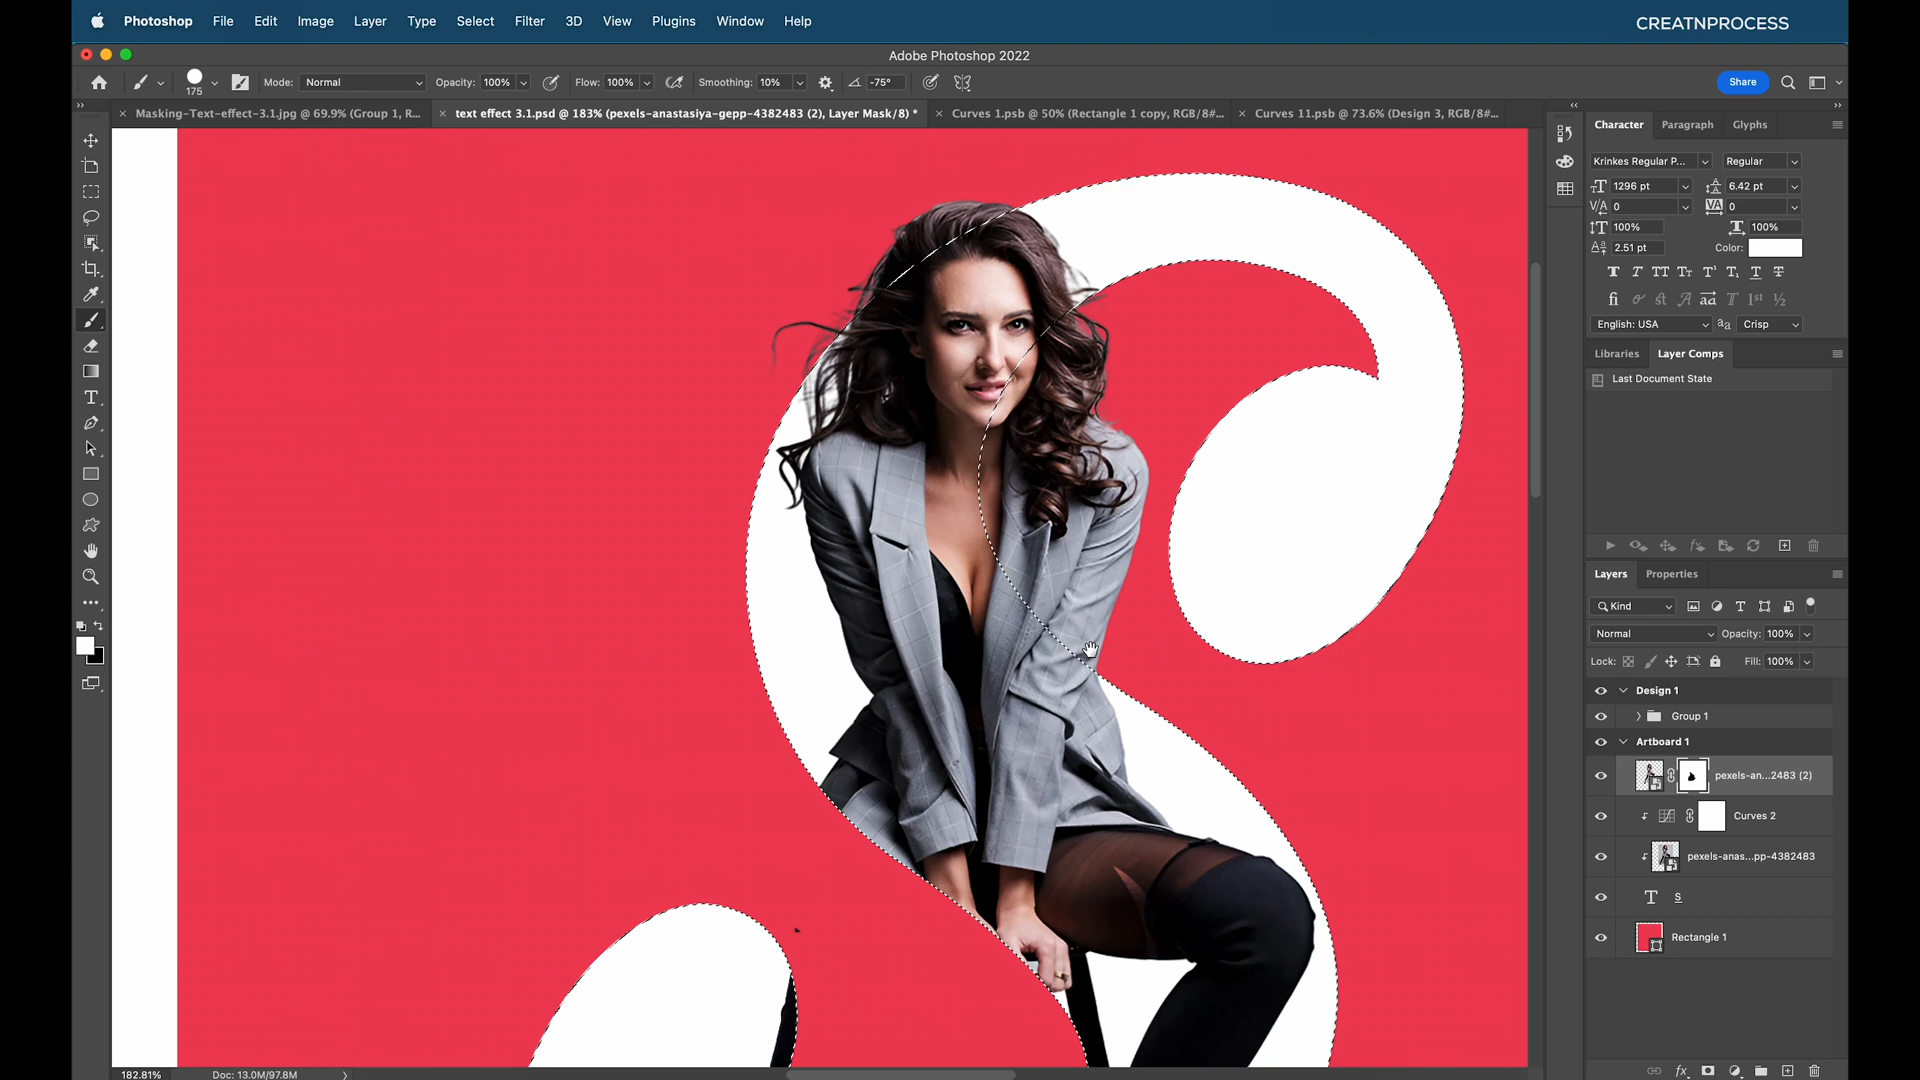 Photoshop File Edit Image Layer Type Select Filter 3D View Plugins Window Help
CREATNPROCESS
Adobe Photoshop 2022
175 Mode: Normal Opacity: 100% Flow: 100% Smoothing: 10% -75° Share
Masking-Text-effect-3.1.jpg @ 69.9% (Group 1, R... text effect 3.1.psd @ 183% (pexels-anastasiya-gepp-4382483 (2), Layer Mask/8) * Curves 1.psb @ 50% (Rectangle 1 copy, RGB/8#... Curves 11.psb @ 73.6% (Design 3, RGB/8#...
Character Paragraph Glyphs
Krinkes Regular P... Regular
1296 pt 6.42 pt
0 0
100% 100%
2.51 pt Color:
English: USA Crisp
Libraries Layer Comps
Last Document State
Layers Properties
Kind
Normal Opacity: 100%
Lock: Fill: 100%
Design 1
Group 1
Artboard 1
pexels-an...2483 (2)
Curves 2
pexels-anas...pp-4382483
S
Rectangle 1
182.81% Doc: 13.0M/97.8M